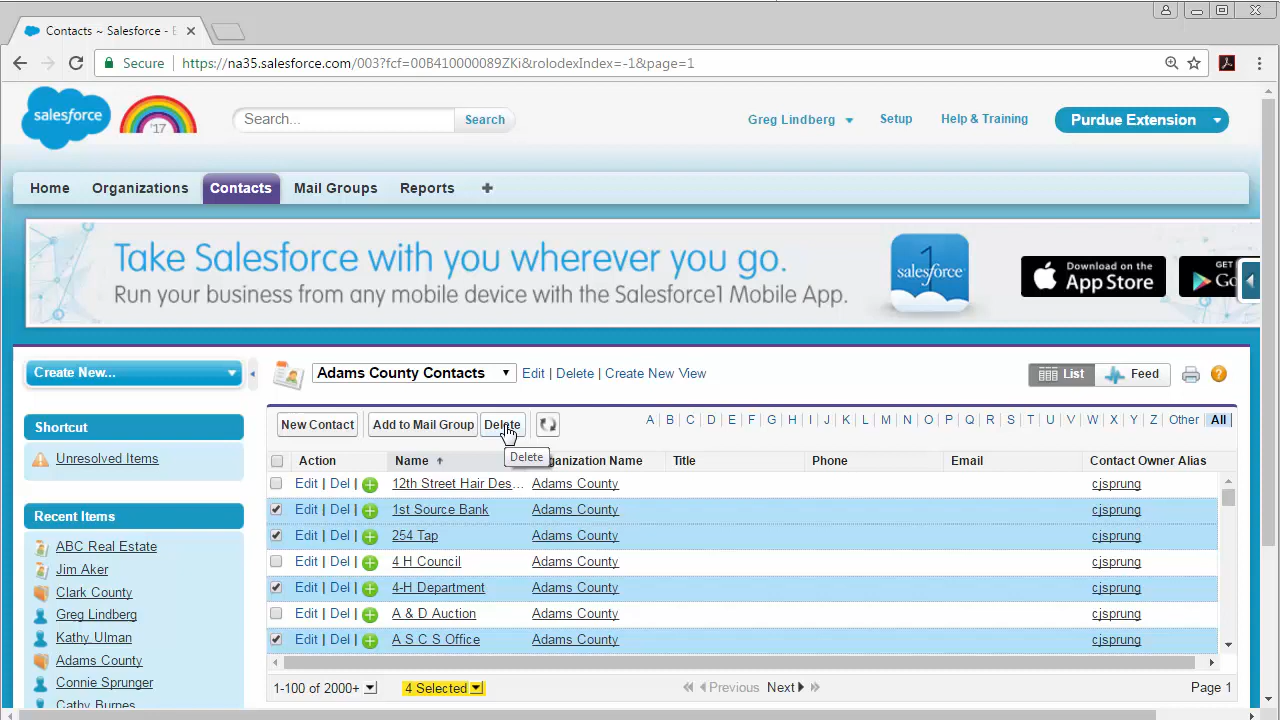 Contacts ~ Salesforce - E
Secure https://na35.salesforce.com/003?fcf=00B410000089ZKi&rolodexIndex=-1&page=1
salesforce '17 Search... Search Greg Lindberg Setup Help & Training Purdue Extension
Home Organizations Contacts Mail Groups Reports
Take Salesforce with you wherever you go.
Run your business from any mobile device with the Salesforce1 Mobile App.
1
salesforce
Download on the
App Store
GET
Go
Create New...
Adams County Contacts Edit | Delete | Create New View List Feed ?
Shortcut
Unresolved Items
Recent Items
ABC Real Estate
Jim Aker
Clark County
Greg Lindberg
Kathy Ulman
Adams County
Connie Sprunger
Cathy Burnes
New Contact Add to Mail Group Delete A | B | C | D | E | F | G | H | I | J | K | L | M | N | O | P | Q | R | S | T | U | V | W | X | Y | Z | Other | All
Delete
Action Name ganization Name Title Phone Email Contact Owner Alias
Edit | Del 12th Street Hair Des... Adams County cjsprung
Edit | Del 1st Source Bank Adams County cjsprung
Edit | Del 254 Tap Adams County cjsprung
Edit | Del 4 H Council Adams County cjsprung
Edit | Del 4-H Department Adams County cjsprung
Edit | Del A & D Auction Adams County cjsprung
Edit | Del A S C S Office Adams County cjsprung
1-100 of 2000+ 4 Selected Previous Next Page 1